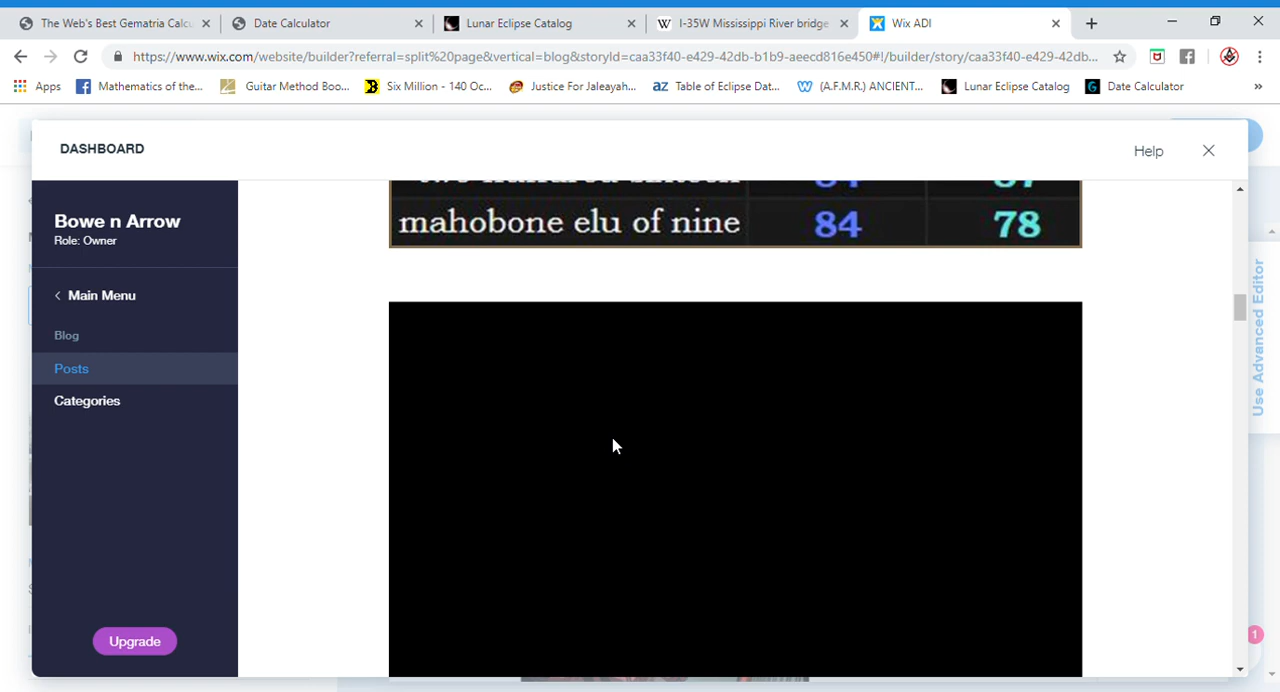 The Web's Best Gematria Calcu
Date Calculator
Lunar Eclipse Catalog
I-35W Mississippi River bridge
Wix ADI
https://www.wix.com/website/builder?referral=split%20page&vertical=blog&storyId=caa33f40-e429-42db-b1b9-aeecd816e450#!/builder/story/caa33f40-e429-42db...
Apps
Mathematics of the...
Guitar Method Boo...
Six Million - 140 Oc...
Justice For Jaleayah...
Table of Eclipse Dat...
(A.F.M.R.) ANCIENT...
Lunar Eclipse Catalog
Date Calculator
»
DASHBOARD
Help
Bowe n Arrow
Role: Owner
Main Menu
Blog
Posts
Categories
Upgrade
mahobone elu of nine 84 78
Use Advanced Editor
1